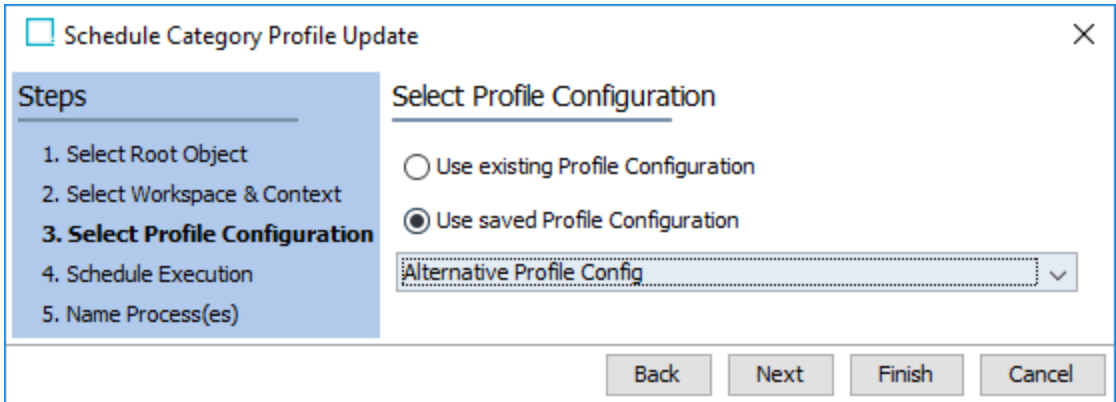 Schedule Category Profile Update
Steps
1. Select Root Object
2. Select Workspace & Context
3. Select Profile Configuration
4. Schedule Execution
5. Name Process(es)
Select Profile Configuration
Use existing Profile Configuration
Use saved Profile Configuration
Alternative Profile Config
Back Next Finish Cancel